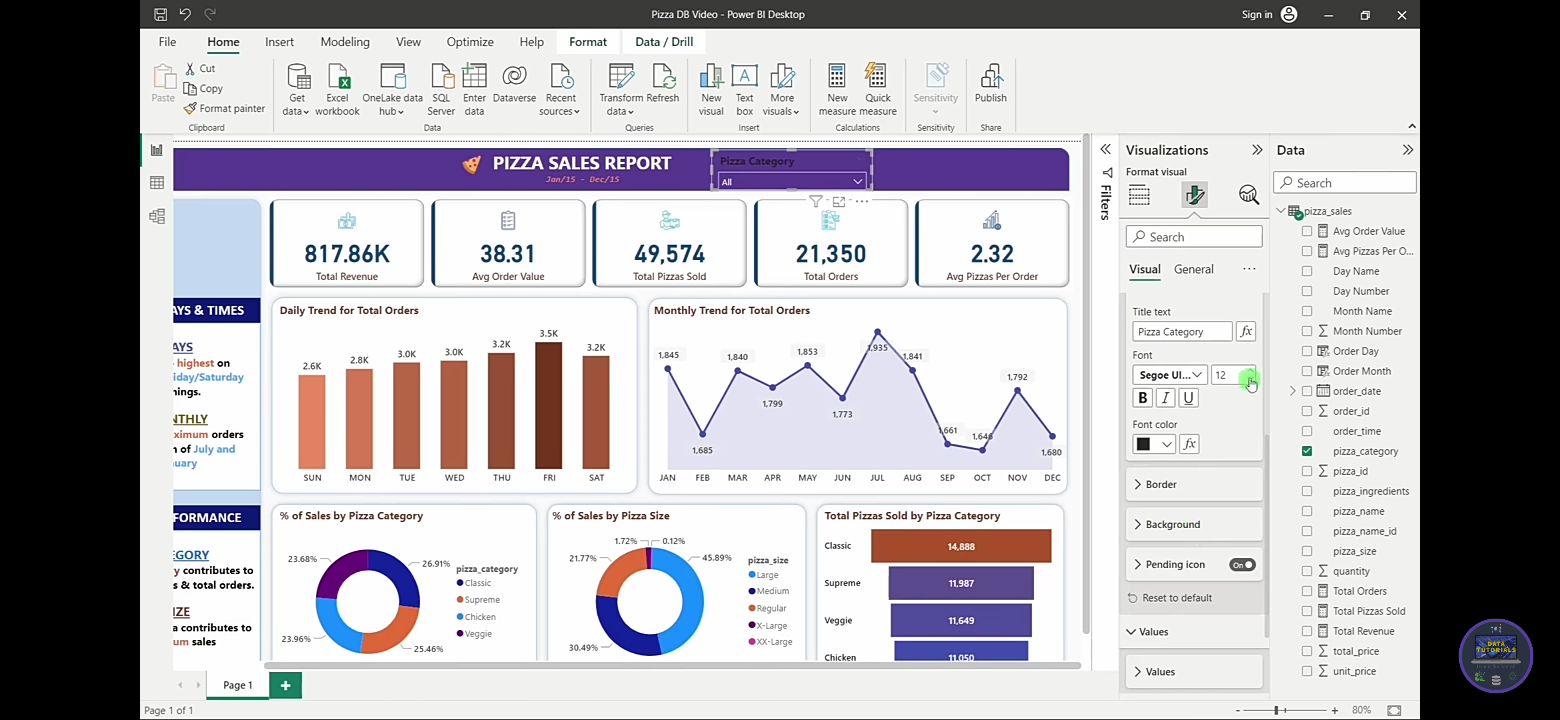 Pizza DB Video - Power BI Desktop
Sign in
File
Home
Insert
Modeling
View
Optimize
Help
Format
Data / Drill
Paste
Cut
Copy
Format painter
Clipboard
Get data
Excel workbook
OneLake data hub
SQL Server
Enter data
Dataverse
Recent sources
Data
Transform data
Refresh
Queries
New visual
Text box
More visuals
Insert
New measure
Quick measure
Calculations
Sensitivity
Sensitivity
Publish
Share
PIZZA SALES REPORT
Jan/15 - Dec/15
Pizza Category
All
817.86K
Total Revenue
38.31
Avg Order Value
49,574
Total Pizzas Sold
21,350
Total Orders
2.32
Avg Pizzas Per Order
AYS & TIMES
AYS
highest on
iday/Saturday
nings.
NTHLY
ximum orders
n of July and
nuary
FORMANCE
EGORY
y contributes to
s & total orders.
IZE
a contributes to
um sales
Daily Trend for Total Orders
2.6K
2.8K
3.0K
3.0K
3.2K
3.5K
3.2K
SUN
MON
TUE
WED
THU
FRI
SAT
Monthly Trend for Total Orders
1,845
1,685
1,840
1,799
1,853
1,773
1,935
1,841
1,661
1,646
1,792
1,680
JAN
FEB
MAR
APR
MAY
JUN
JUL
AUG
SEP
OCT
NOV
DEC
% of Sales by Pizza Category
23.68%
26.91%
23.96%
25.46%
pizza_category
Classic
Supreme
Chicken
Veggie
% of Sales by Pizza Size
1.72%
0.12%
21.77%
45.89%
30.49%
pizza_size
Large
Medium
Regular
X-Large
XX-Large
Total Pizzas Sold by Pizza Category
Classic
14,888
Supreme
11,987
Veggie
11,649
Chicken
11,050
Filters
Visualizations
Format visual
Search
Visual
General
Title text
Pizza Category
Font
Segoe UI...
12
B
I
U
Font color
Border
Background
Pending icon
On
Reset to default
Values
Values
Data
Search
pizza_sales
Avg Order Value
Avg Pizzas Per O...
Day Name
Day Number
Month Name
Month Number
Order Day
Order Month
order_date
order_id
order_time
pizza_category
pizza_id
pizza_ingredients
pizza_name
pizza_name_id
pizza_size
quantity
Total Orders
Total Pizzas Sold
Total Revenue
total_price
unit_price
Page 1
Page 1 of 1
80%
DATA
TUTORIALS